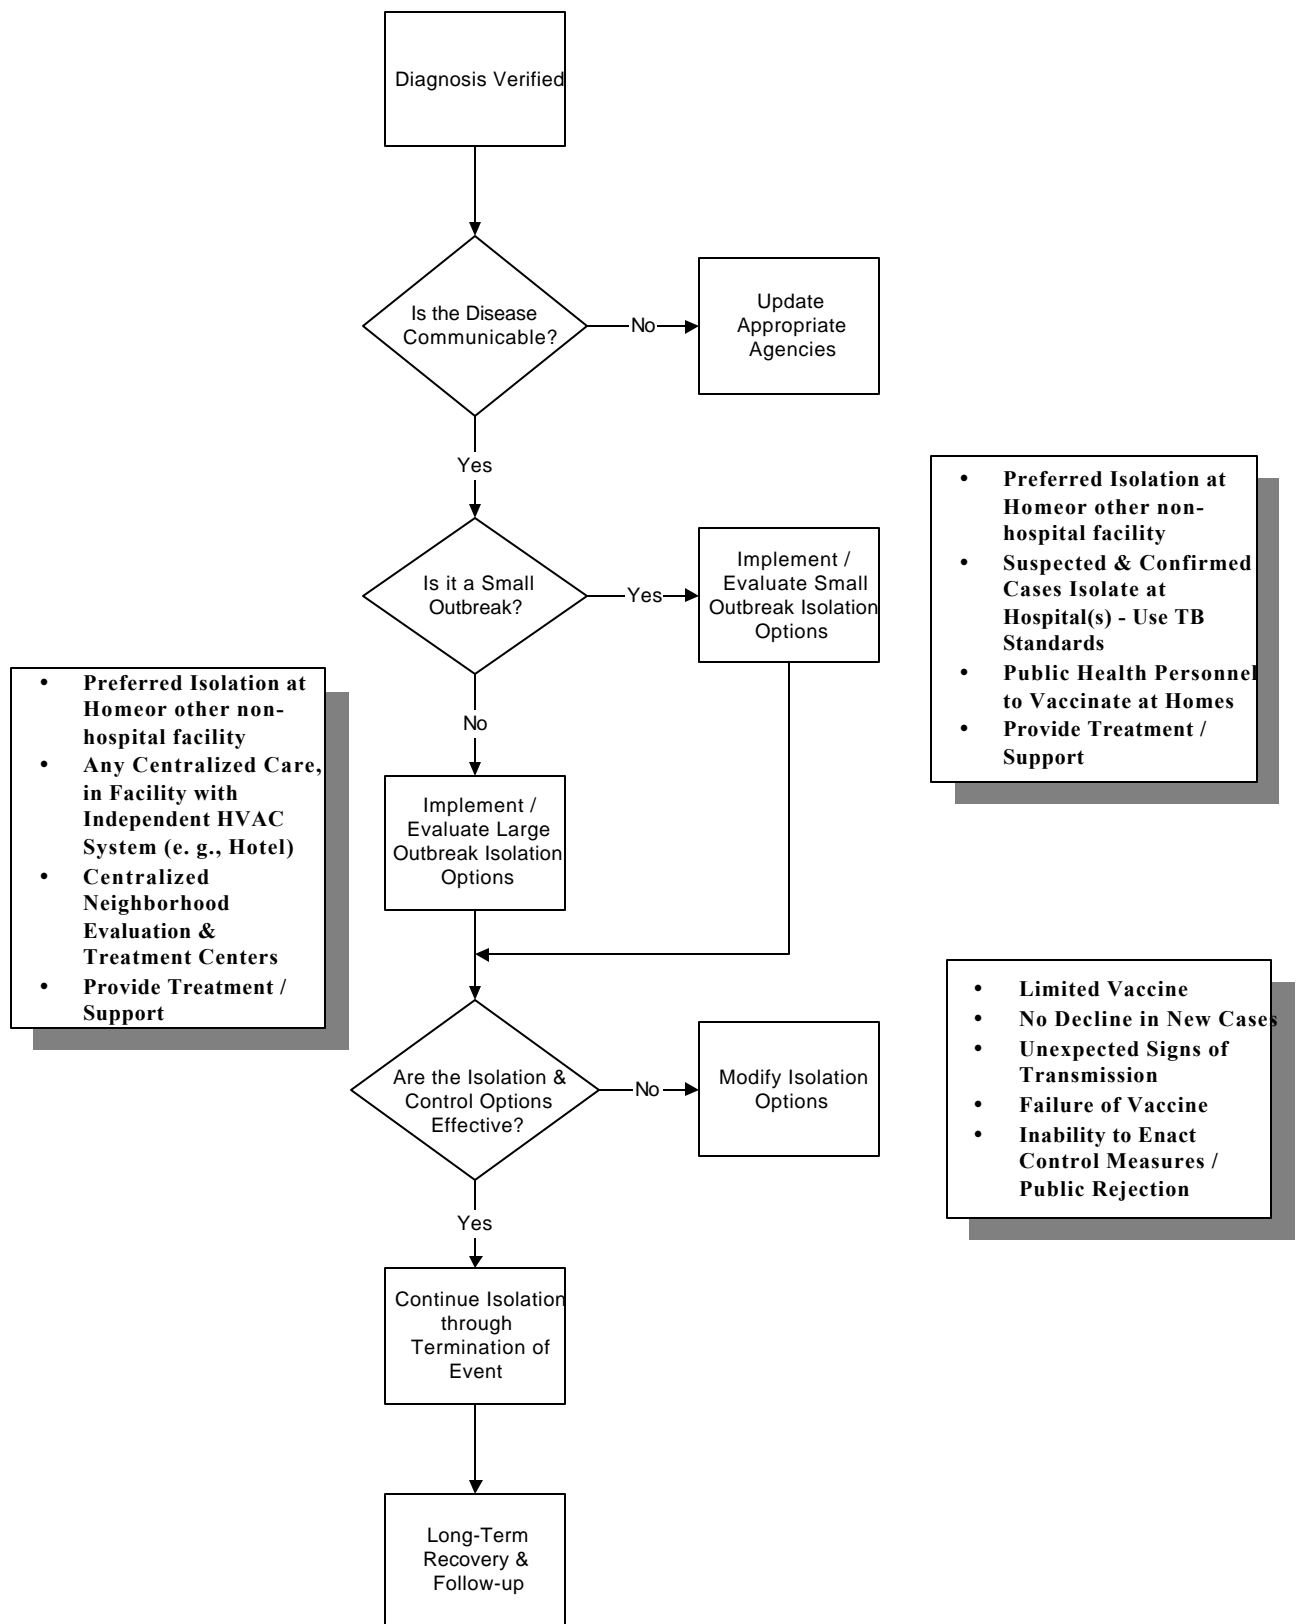 Diagnosis Verified
Is the Disease
Communicable?
No
Update
Appropriate
Agencies
Yes
Is it a Small
Outbreak?
Yes
Implement /
Evaluate Small
Outbreak Isolation
Options
• Preferred Isolation at
Homeor other non-
hospital facility
• Suspected & Confirmed
Cases Isolate at
Hospital(s) - Use TB
Standards
• Public Health Personnel
to Vaccinate at Homes
• Provide Treatment /
Support
• Preferred Isolation at
Homeor other non-
hospital facility
• Any Centralized Care,
in Facility with
Independent HVAC
System (e. g., Hotel)
• Centralized
Neighborhood
Evaluation &
Treatment Centers
• Provide Treatment /
Support
No
Implement /
Evaluate Large
Outbreak Isolation
Options
Are the Isolation &
Control Options
Effective?
No
Modify Isolation
Options
• Limited Vaccine
• No Decline in New Cases
• Unexpected Signs of
Transmission
• Failure of Vaccine
• Inability to Enact
Control Measures /
Public Rejection
Yes
Continue Isolation
through
Termination of
Event
Long-Term
Recovery &
Follow-up